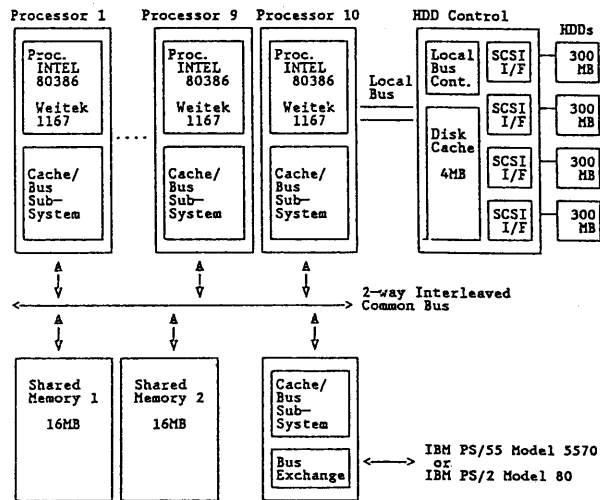 Processor 1
Processor 9
Processor 10
HDD Control
HDDs
Proc.
INTEL
80386
Weitek
1167
Cache/
Bus
Sub-
System
....
Proc.
INTEL
80386
Weitek
1167
Cache/
Bus
Sub-
System
Proc.
INTEL
80386
Weitek
1167
Cache/
Bus
Sub-
System
Local
Bus
Local
Bus
Cont.
Disk
Cache
4MB
SCSI
I/F
300
MB
SCSI
I/F
300
MB
SCSI
I/F
300
MB
SCSI
I/F
300
MB
2-way Interleaved
Common Bus
Shared
Memory 1
16MB
Shared
Memory 2
16MB
Cache/
Bus
Sub-
System
Bus
Exchange
IBM PS/55 Model 5570
or
IBM PS/2 Model 80